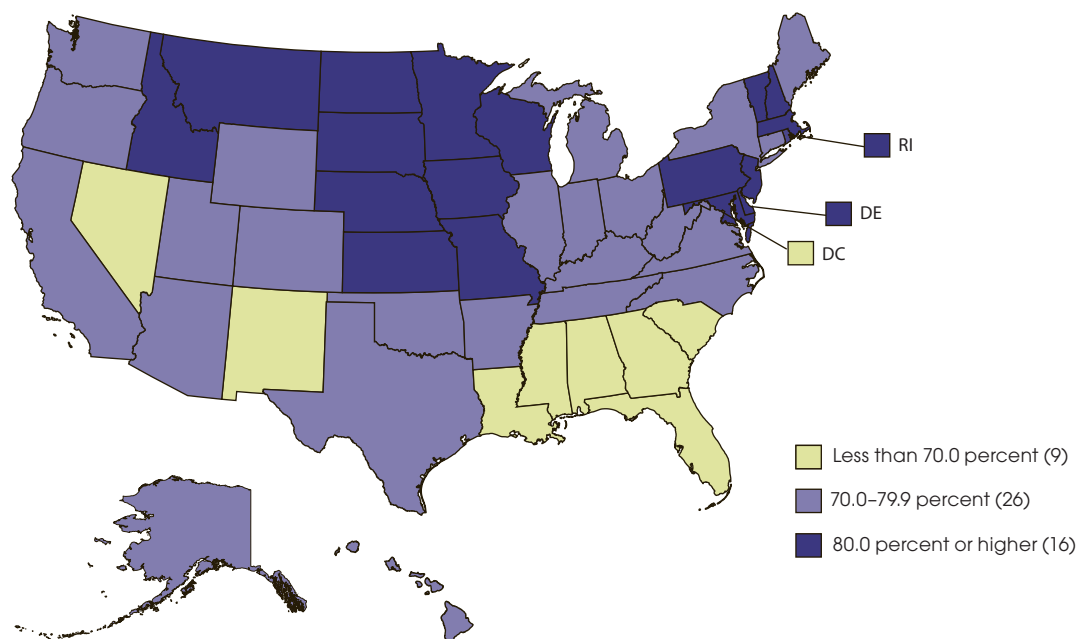 RI
DE
DC
Less than 70.0 percent (9)
70.0–79.9 percent (26)
80.0 percent or higher (16)